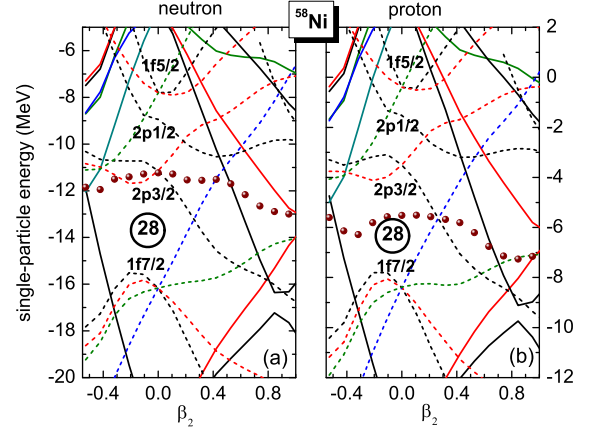 neutron
⁵⁸Ni
proton
single-particle energy (MeV)
-6
-8
-10
-12
-14
-16
-18
-20
1f5/2
2p1/2
2p3/2
28
1f7/2
(a)
-0.4 0.0 0.4 0.8
β₂
1f5/2
2p1/2
2p3/2
28
1f7/2
(b)
-0.4 0.0 0.4 0.8
β₂
2
0
-2
-4
-6
-8
-10
-12